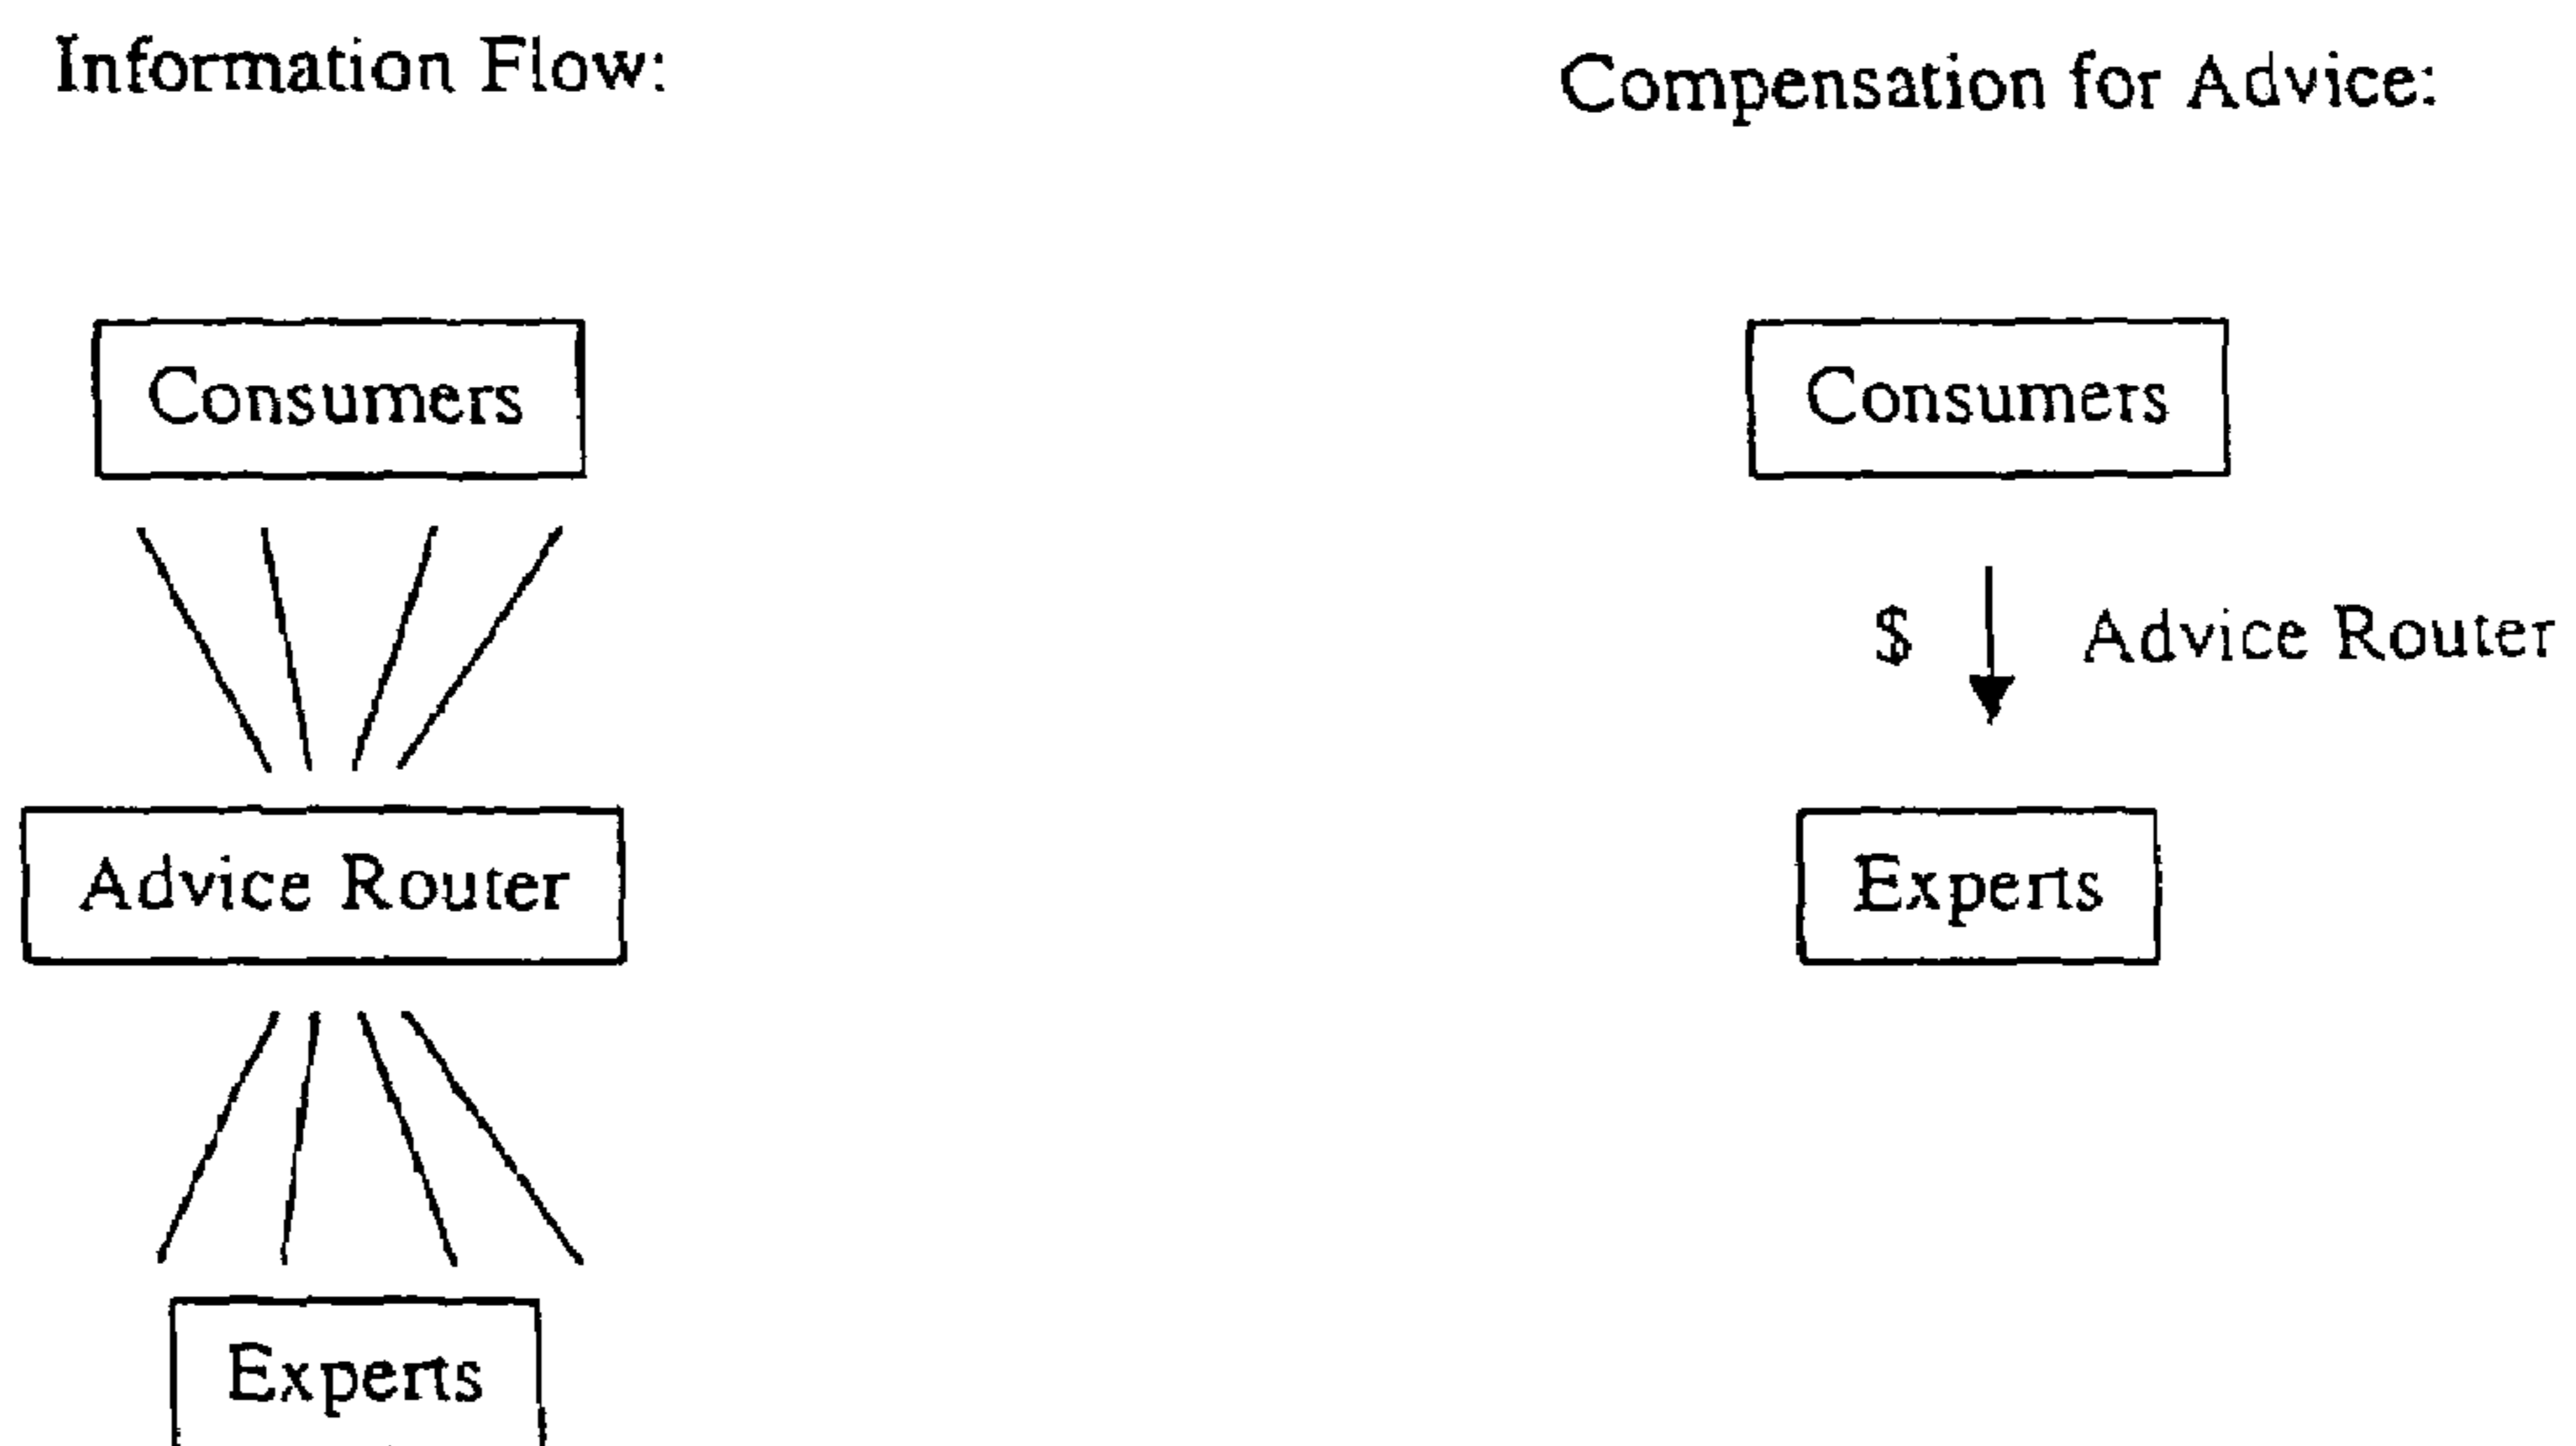 Information Flow:
Compensation for Advice:
Consumers
Consumers
$ Advice Router
Advice Router
Experts
Experts